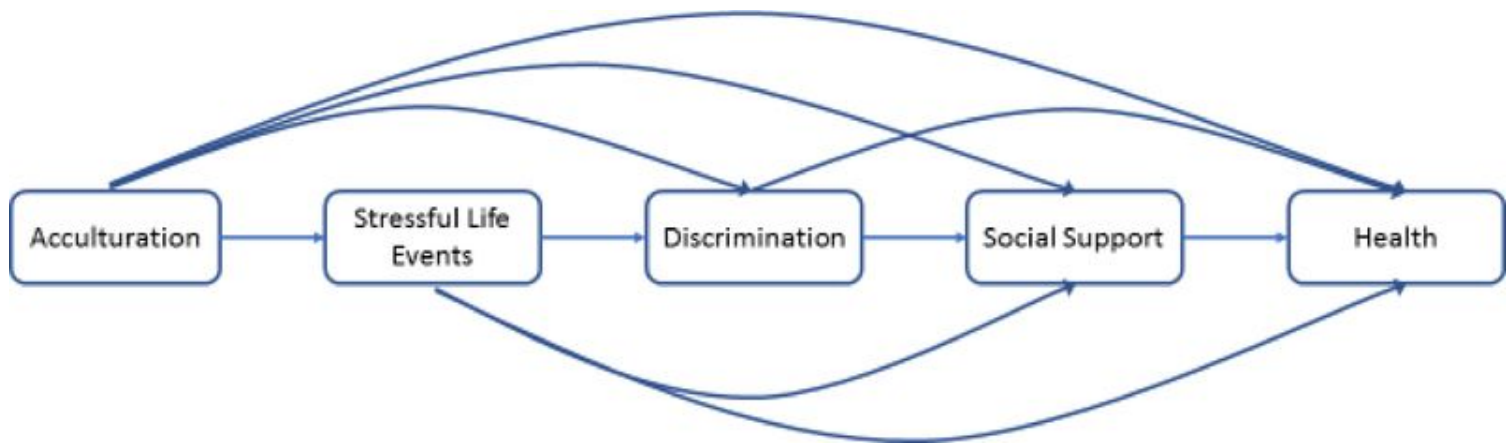 Acculturation
Stressful Life
Events
Discrimination
Social Support
Health